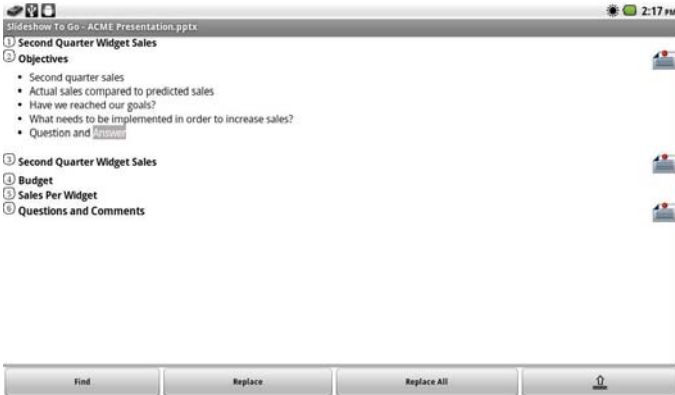 2:17 PM
Slideshow To Go - ACME Presentation.pptx
1 Second Quarter Widget Sales
2 Objectives
• Second quarter sales
• Actual sales compared to predicted sales
• Have we reached our goals?
• What needs to be implemented in order to increase sales?
• Question and Answer
3 Second Quarter Widget Sales
4 Budget
5 Sales Per Widget
6 Questions and Comments
Find Replace Replace All